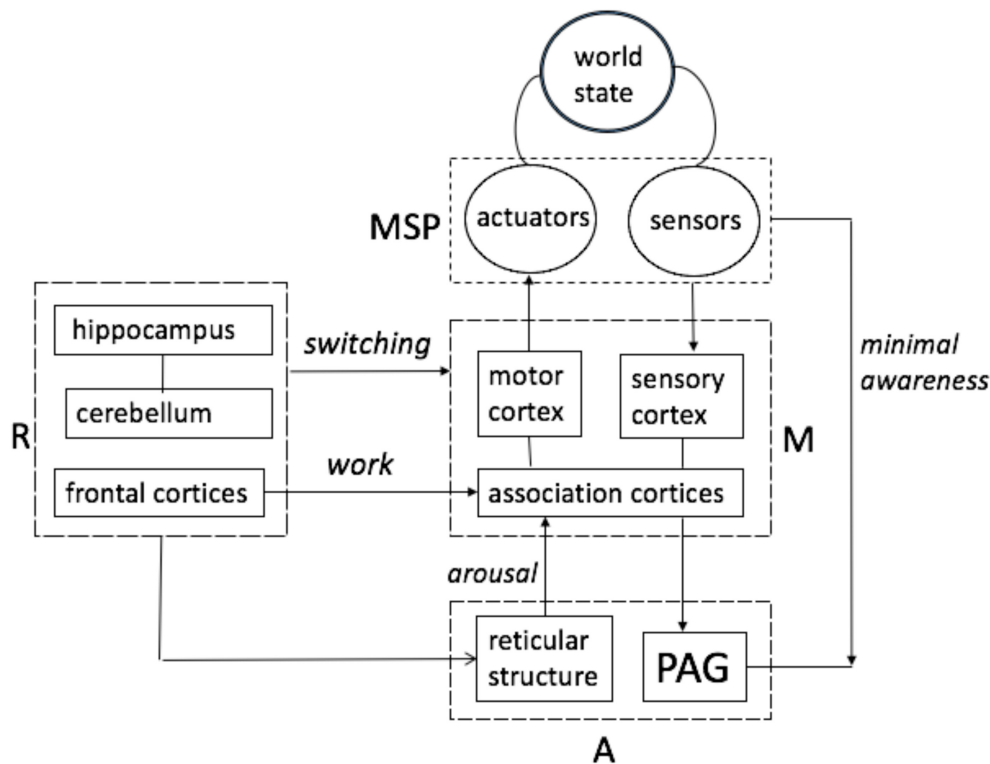 world
state
MSP
actuators
sensors
hippocampus
cerebellum
R
frontal cortices
switching
work
motor
cortex
sensory
cortex
M
association cortices
minimal
awareness
arousal
reticular
structure
PAG
A